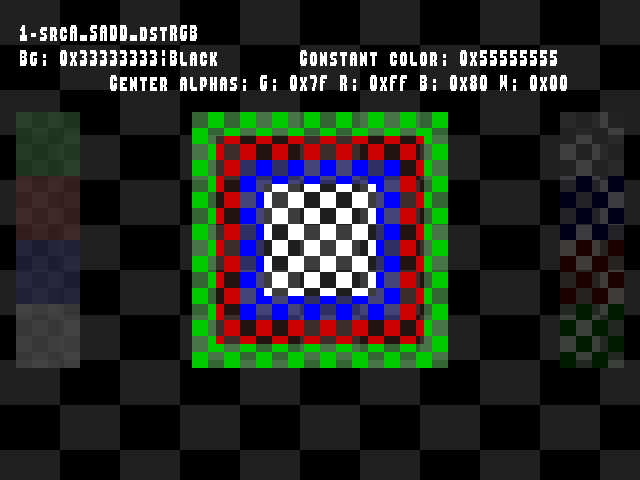 1-srcA_SADD_dstRGB
Bg: 0x33333333;Black Constant color: 0x55555555
Center alphas: G: 0x7f R: 0xff B: 0x80 W: 0x00